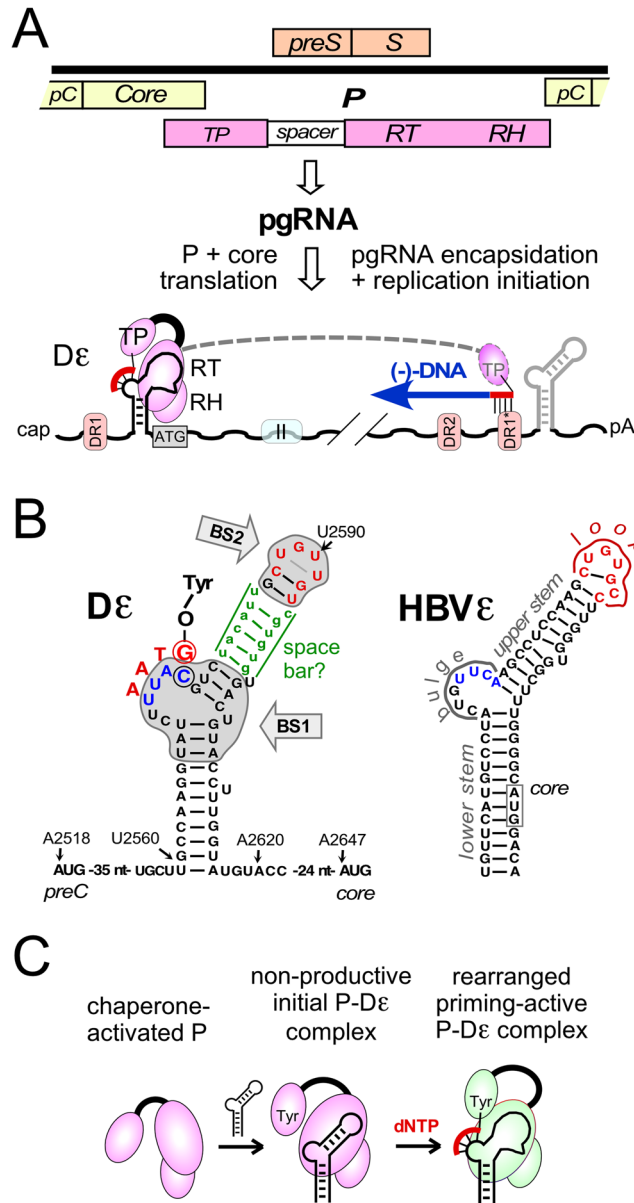 A
preS S
pC Core P pC
TP spacer RT RH
pgRNA
P + core translation
pgRNA encapsidation + replication initiation
Dε
TP
RT
RH
(-)-DNA
TP
cap DR1 ATG II DR2 DR1* pA
B
BS2
U2590
Dε
HBVε
Tyr
O
G
C
T
A
A
space bar?
BS1
loop
upper stem
bulge
lower stem
core
A2518 U2560 A2620 A2647
AUG -35 nt- UGCUU AUGUACC -24 nt- AUG
preC core
C
chaperone-activated P
non-productive initial P-Dε complex
rearranged priming-active P-Dε complex
Tyr
dNTP
Tyr